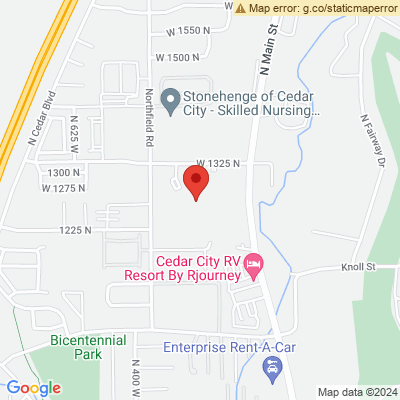 Map error: g.co/staticmaperror
W 1550 N
W 1500 N
N Main St
N Cedar Blvd
N 625 W
Northfield Rd
Stonehenge of Cedar
City - Skilled Nursing...
N Fairway Dr
W 1325 N
1300 N
W 1275 N
1225 N
Cedar City RV
Resort By Rjourney
Knoll St
Bicentennial
Park
N 400 W
Enterprise Rent-A-Car
Google
Map data ©2024